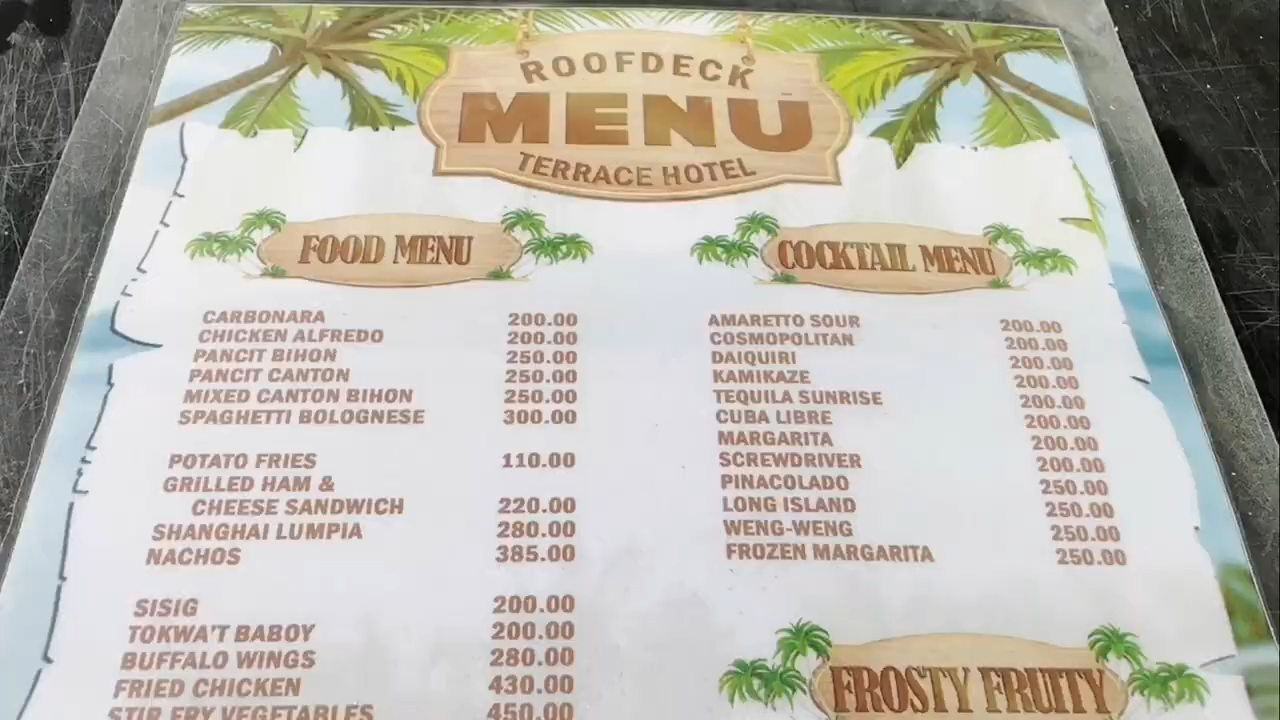 ROOFDECK
MENU
TERRACE HOTEL
FOOD MENU
CARBONARA 200.00
CHICKEN ALFREDO 200.00
PANCIT BIHON 250.00
PANCIT CANTON 250.00
MIXED CANTON BIHON 250.00
SPAGHETTI BOLOGNESE 300.00
POTATO FRIES 110.00
GRILLED HAM &
CHEESE SANDWICH 220.00
SHANGHAI LUMPIA 280.00
NACHOS 385.00
SISIG 200.00
TOKWA'T BABOY 200.00
BUFFALO WINGS 280.00
FRIED CHICKEN 430.00
STIR FRY VEGETABLES 450.00
COCKTAIL MENU
AMARETTO SOUR 200.00
COSMOPOLITAN 200.00
DAIQUIRI 200.00
KAMIKAZE 200.00
TEQUILA SUNRISE 200.00
CUBA LIBRE 200.00
MARGARITA 200.00
SCREWDRIVER 200.00
PINACOLADO 250.00
LONG ISLAND 250.00
WENG-WENG 250.00
FROZEN MARGARITA 250.00
FROSTY FRUITY